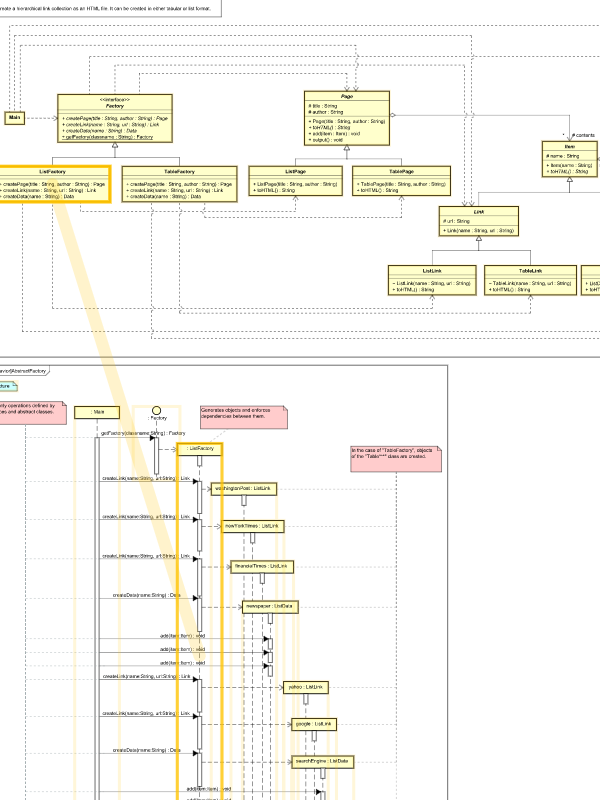 create a hierarchical link collection as an HTML file. It can be created in either tabular or list format.
Main
<<interface>>
Factory
+ createPage(title : String, author : String) : Page
+ createLink(name : String, url : String) : Link
+ createData(name : String) : Data
+ getFactory(classname : String) : Factory
Page
# title : String
# author : String
+ Page(title : String, author : String)
+ toHTML() : String
+ add(item : Item) : void
+ output() : void
* # contents
Item
# name : String
+ Item(name : String)
+ toHTML() : String
ListFactory
+ createPage(title : String, author : String) : Page
+ createLink(name : String, url : String) : Link
+ createData(name : String) : Data
TableFactory
+ createPage(title : String, author : String) : Page
+ createLink(name : String, url : String) : Link
+ createData(name : String) : Data
ListPage
+ ListPage(title : String, author : String)
+ toHTML() : String
TablePage
+ TablePage(title : String, author : String)
+ toHTML() : String
Link
# url : String
+ Link(name : String, url : String)
ListLink
~ ListLink(name : String, url : String)
+ toHTML() : String
TableLink
~ TableLink(name : String, url : String)
+ toHTML() : String
AbstractFactory
only operations defined by
and abstract classes.
: Main
: Factory
Generates objects and enforces
dependencies between them.
getFactory(classname:String) : Factory
: ListFactory
In the case of "TableFactory", objects
of the "Table***" class are created.
createLink(name:String, url:String) : Link
washingtonPost : ListLink
createLink(name:String, url:String) : Link
newYorkTimes : ListLink
createLink(name:String, url:String) : Link
financialTimes : ListLink
createData(name:String) : Data
newspaper : ListData
add(item:Item) : void
add(item:Item) : void
add(item:Item) : void
createLink(name:String, url:String) : Link
yahoo : ListLink
createLink(name:String, url:String) : Link
google : ListLink
createData(name:String) : Data
searchEngine : ListData
add(item:Item) : void